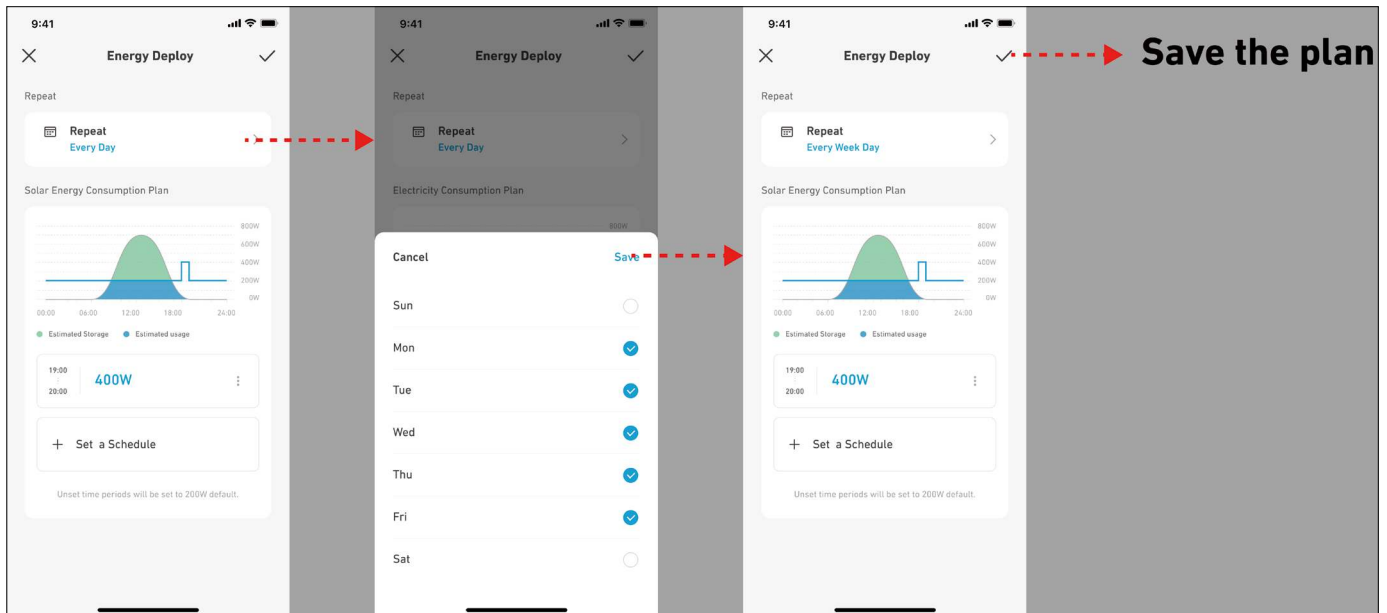 9:41
Energy Deploy
Repeat
Repeat
Every Day
Solar Energy Consumption Plan
800W
600W
400W
200W
0W
00:00 06:00 12:00 18:00 24:00
Estimated Storage Estimated usage
19:00
400W
20:00
+ Set a Schedule
Unset time periods will be set to 200W default.
9:41
Energy Deploy
Repeat
Repeat
Every Day
Electricity Consumption Plan
800W
Cancel Save
Sun
Mon
Tue
Wed
Thu
Fri
Sat
9:41
Energy Deploy
Repeat
Repeat
Every Week Day
Solar Energy Consumption Plan
800W
600W
400W
200W
0W
00:00 06:00 12:00 18:00 24:00
Estimated Storage Estimated usage
19:00
400W
20:00
+ Set a Schedule
Unset time periods will be set to 200W default.
Save the plan